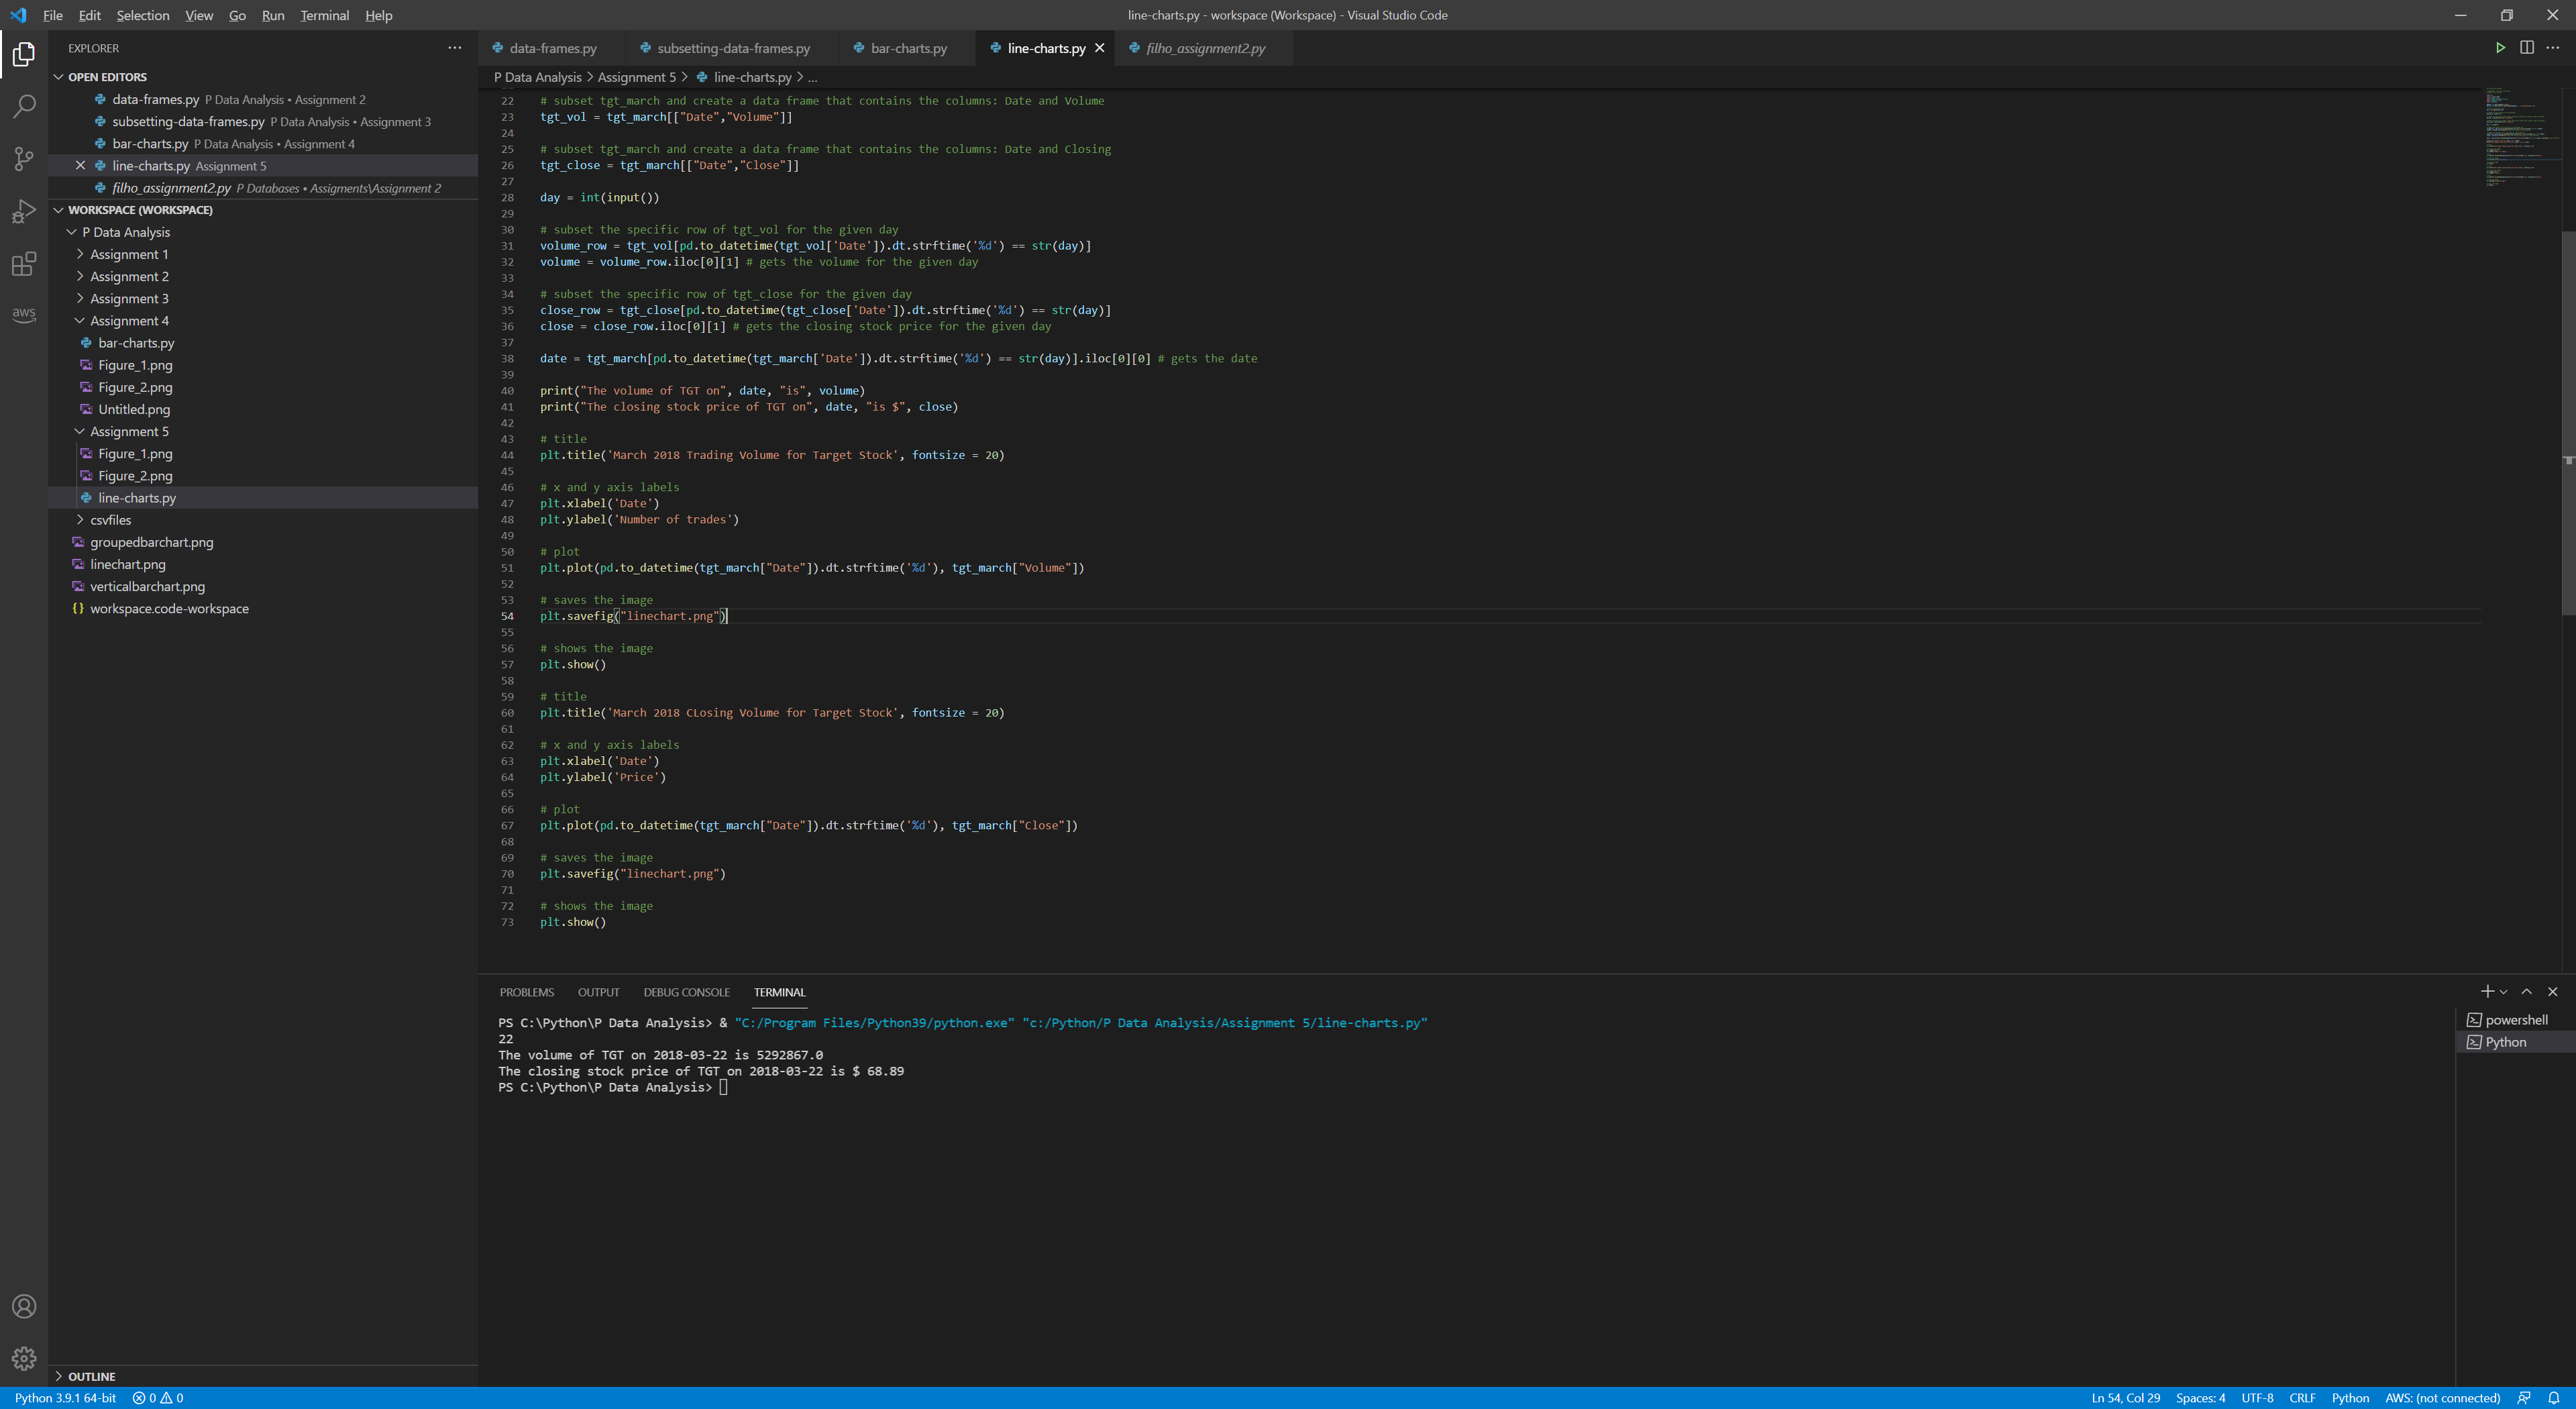 File Edit Selection View Go Run Terminal Help
line-charts.py - workspace (Workspace) - Visual Studio Code
EXPLORER
OPEN EDITORS
data-frames.py P Data Analysis • Assignment 2
subsetting-data-frames.py P Data Analysis • Assignment 3
bar-charts.py P Data Analysis • Assignment 4
line-charts.py Assignment 5
filho_assignment2.py P Databases • Assigments\Assignment 2
WORKSPACE (WORKSPACE)
P Data Analysis
Assignment 1
Assignment 2
Assignment 3
Assignment 4
bar-charts.py
Figure_1.png
Figure_2.png
Untitled.png
Assignment 5
Figure_1.png
Figure_2.png
line-charts.py
csvfiles
groupedbarchart.png
linechart.png
verticalbarchart.png
{} workspace.code-workspace
OUTLINE
aws
data-frames.py subsetting-data-frames.py bar-charts.py line-charts.py filho_assignment2.py
P Data Analysis > Assignment 5 > line-charts.py > ...
22 # subset tgt_march and create a data frame that contains the columns: Date and Volume
23 tgt_vol = tgt_march[["Date","Volume"]]
24
25 # subset tgt_march and create a data frame that contains the columns: Date and Closing
26 tgt_close = tgt_march[["Date","Close"]]
27
28 day = int(input())
29
30 # subset the specific row of tgt_vol for the given day
31 volume_row = tgt_vol[pd.to_datetime(tgt_vol['Date']).dt.strftime('%d') == str(day)]
32 volume = volume_row.iloc[0][1] # gets the volume for the given day
33
34 # subset the specific row of tgt_close for the given day
35 close_row = tgt_close[pd.to_datetime(tgt_close['Date']).dt.strftime('%d') == str(day)]
36 close = close_row.iloc[0][1] # gets the closing stock price for the given day
37
38 date = tgt_march[pd.to_datetime(tgt_march['Date']).dt.strftime('%d') == str(day)].iloc[0][0] # gets the date
39
40 print("The volume of TGT on", date, "is", volume)
41 print("The closing stock price of TGT on", date, "is $", close)
42
43 # title
44 plt.title('March 2018 Trading Volume for Target Stock', fontsize = 20)
45
46 # x and y axis labels
47 plt.xlabel('Date')
48 plt.ylabel('Number of trades')
49
50 # plot
51 plt.plot(pd.to_datetime(tgt_march["Date"]).dt.strftime('%d'), tgt_march["Volume"])
52
53 # saves the image
54 plt.savefig("linechart.png")
55
56 # shows the image
57 plt.show()
58
59 # title
60 plt.title('March 2018 CLosing Volume for Target Stock', fontsize = 20)
61
62 # x and y axis labels
63 plt.xlabel('Date')
64 plt.ylabel('Price')
65
66 # plot
67 plt.plot(pd.to_datetime(tgt_march["Date"]).dt.strftime('%d'), tgt_march["Close"])
68
69 # saves the image
70 plt.savefig("linechart.png")
71
72 # shows the image
73 plt.show()
PROBLEMS OUTPUT DEBUG CONSOLE TERMINAL
PS C:\Python\P Data Analysis> & "C:/Program Files/Python39/python.exe" "c:/Python/P Data Analysis/Assignment 5/line-charts.py"
22
The volume of TGT on 2018-03-22 is 5292867.0
The closing stock price of TGT on 2018-03-22 is $ 68.89
PS C:\Python\P Data Analysis>
powershell
Python
Python 3.9.1 64-bit 0 0
Ln 54, Col 29 Spaces: 4 UTF-8 CRLF Python AWS: (not connected)